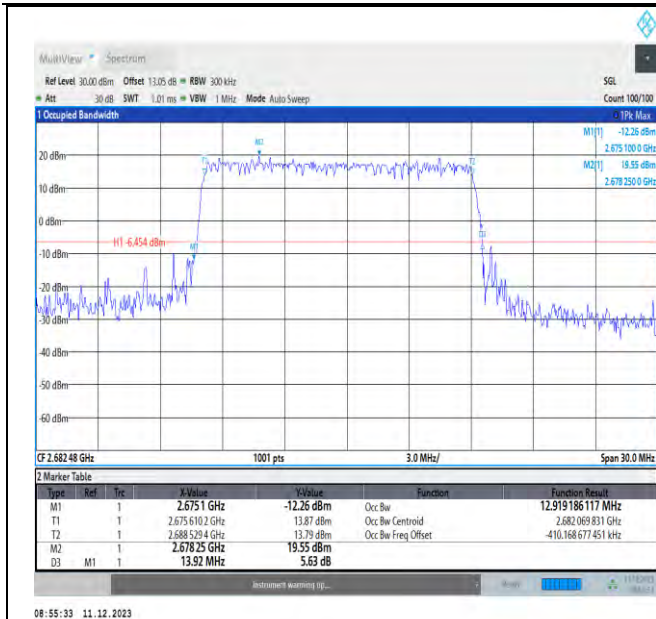 MultiView Spectrum
Ref Level 30.00 dBm Offset 13.05 dB RBW 300 kHz SGL
Att 30 dB SWT 1.01 ms VBW 1 MHz Mode Auto Sweep Count 100/100
1 Occupied Bandwidth 1Pk Max
M1[1] -12.26 dBm
2.675 100 0 GHz
M2[1] 19.55 dBm
2.678 250 0 GHz
M2
T1
T2
20 dBm
10 dBm
0 dBm
H1 -6.454 dBm
M1
D3
-10 dBm
-20 dBm
-30 dBm
-40 dBm
-50 dBm
-60 dBm
CF 2.682 48 GHz 1001 pts 3.0 MHz/ Span 30.0 MHz
2 Marker Table
Type Ref Trc X-Value Y-Value Function Function Result
M1 1 2.675 1 GHz -12.26 dBm Occ Bw 12.919 186 117 MHz
T1 1 2.675 610 2 GHz 13.87 dBm Occ Bw Centroid 2.682 069 831 GHz
T2 1 2.688 529 4 GHz 13.79 dBm Occ Bw Freq Offset -410.168 677 451 kHz
M2 1 2.678 25 GHz 19.55 dBm
D3 M1 1 13.92 MHz 5.63 dB
Instrument warming up...
08:55:33 11.12.2023